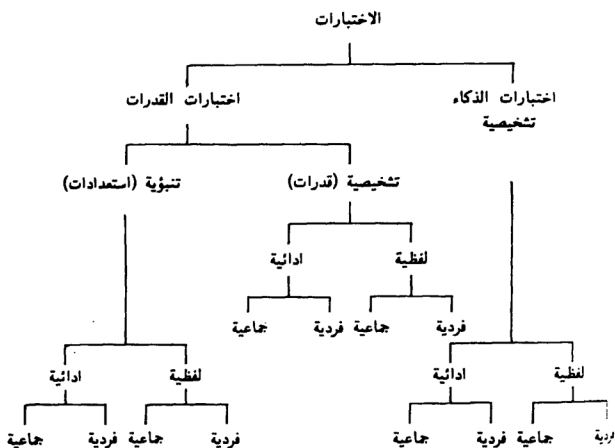 الاختبارات
اختبارات الذكاء
تشخيصية
اختبارات القدرات
تشخيصية (قدرات)
تنبؤية (استعدادات)
لفظية
ادائية
فردية
جماعية
فردية
جماعية
لفظية
ادائية
لفظية
ادائية
فردية
جماعية
فردية
جماعية
فردية
جماعية
فردية
جماعية